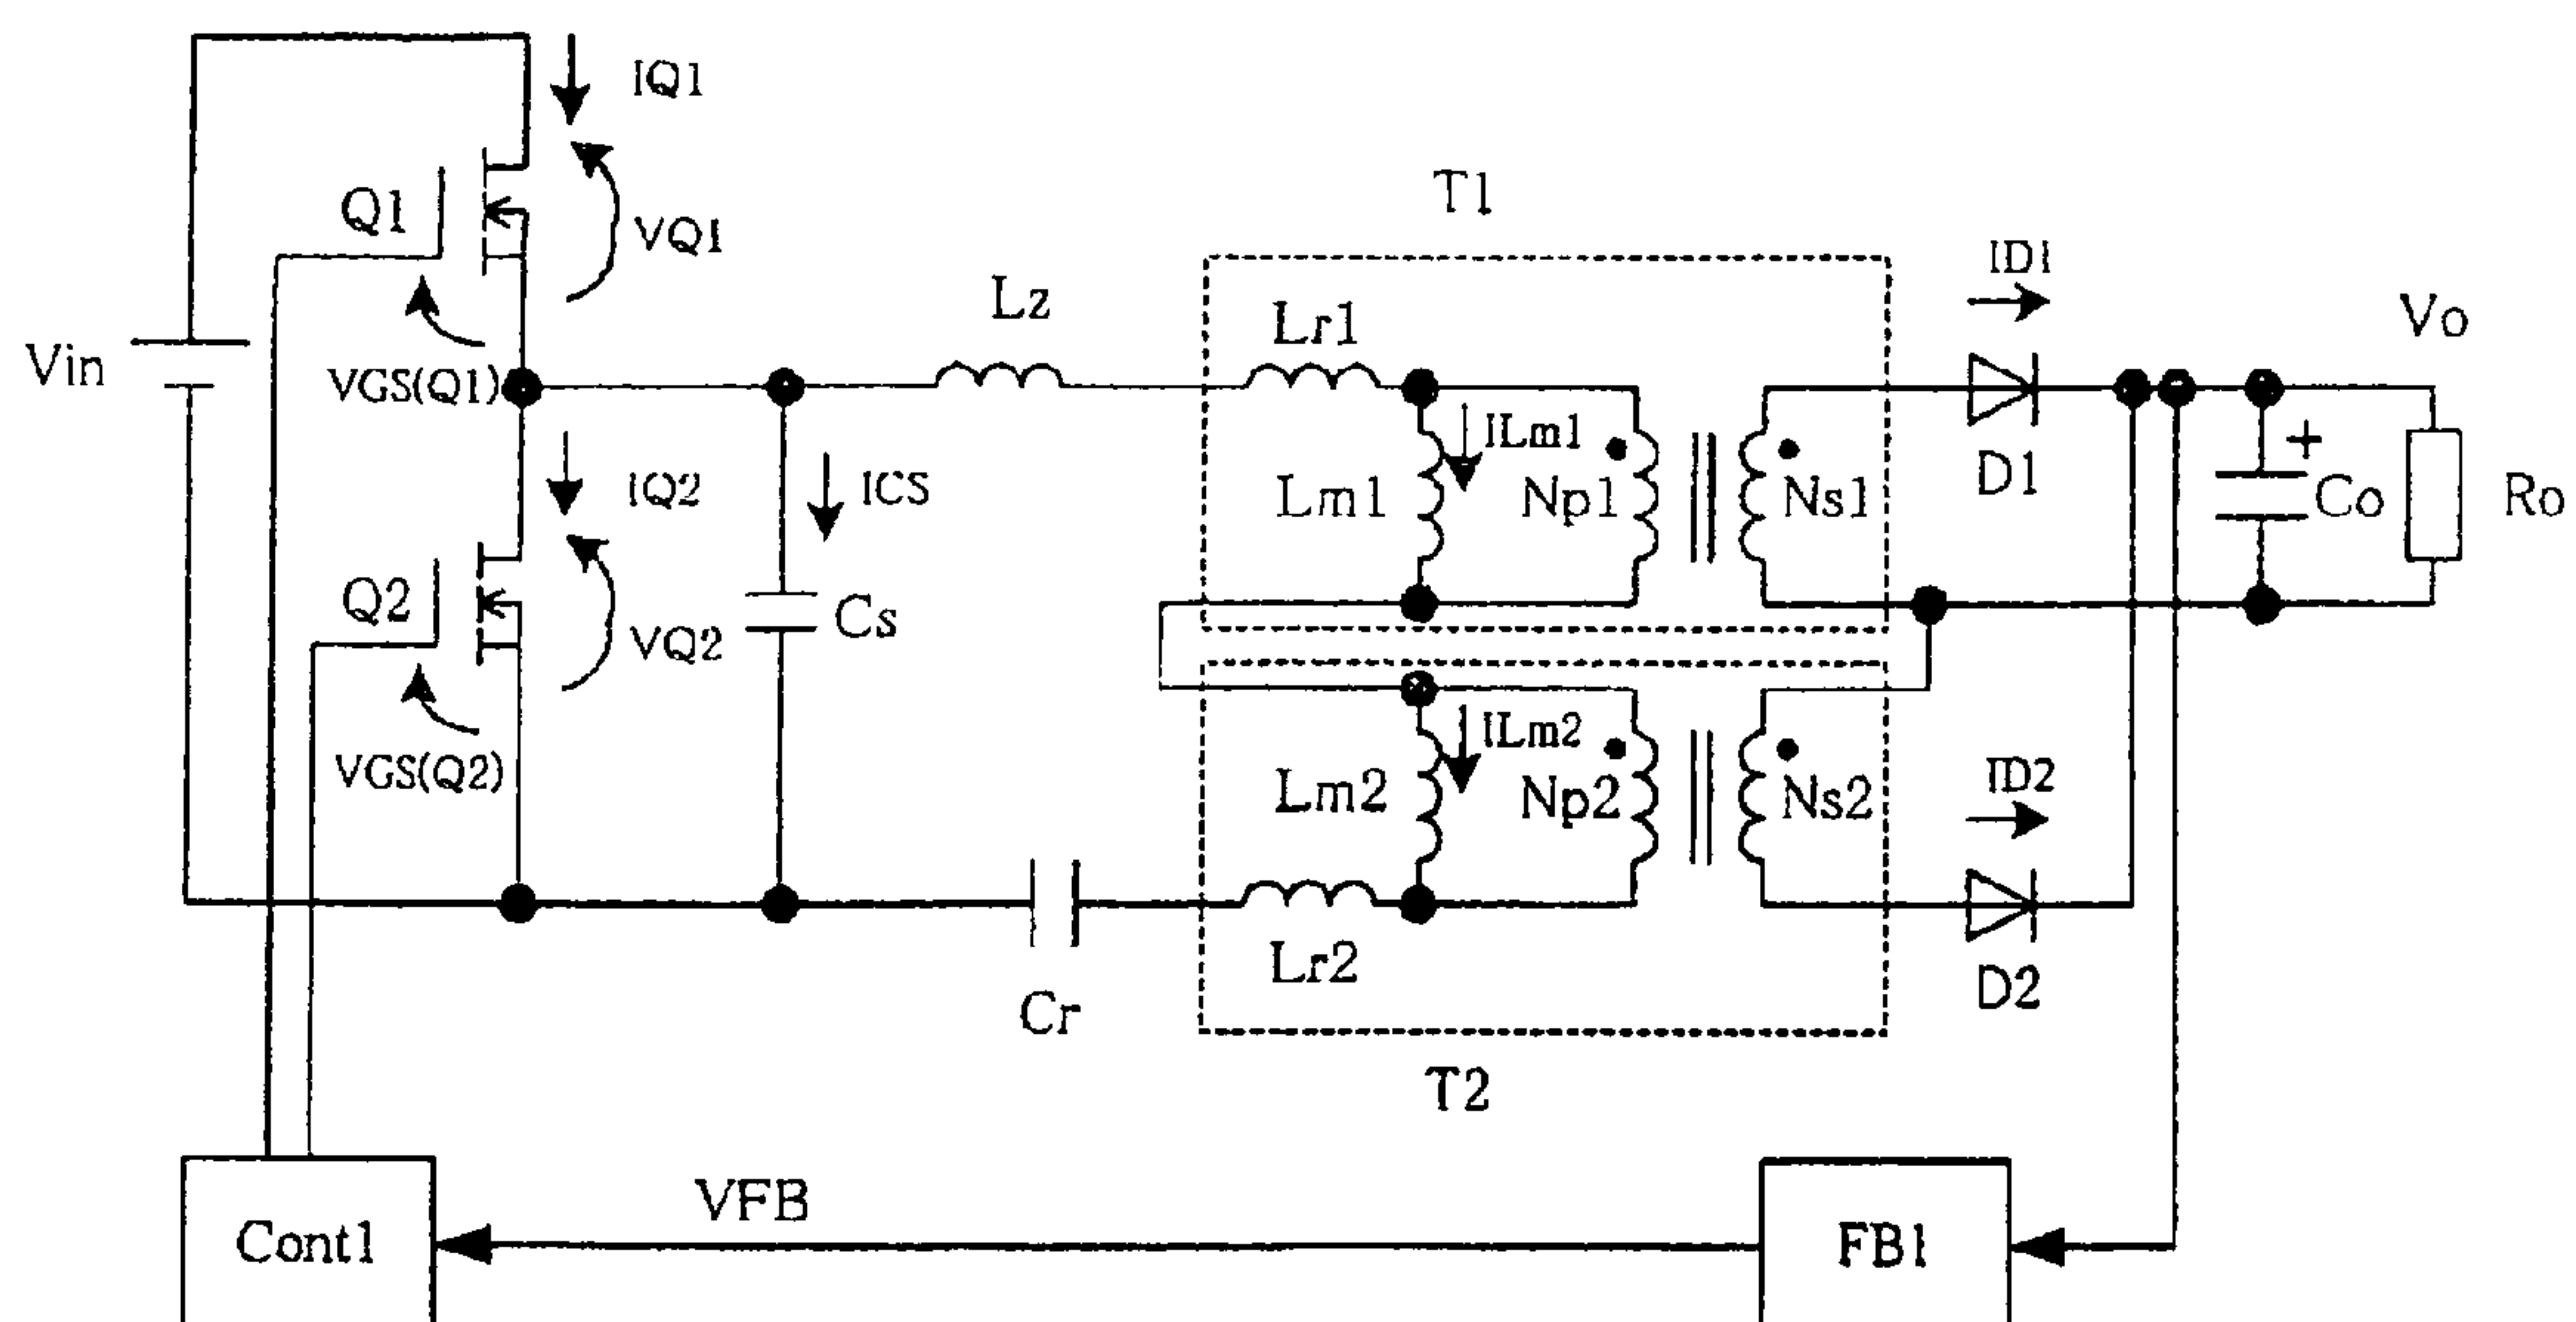 IQ1
Q1
VQ1
VGS(Q1)
Vin
IQ2
Q2
VQ2
VGS(Q2)
ICS
Cs
Lz
Cr
T1
Lr1
ILm1
Lm1
Np1
Ns1
ILm2
Lm2
Np2
Ns2
Lr2
T2
ID1
D1
ID2
D2
Vo
+
Co
Ro
VFB
Cont1
FB1